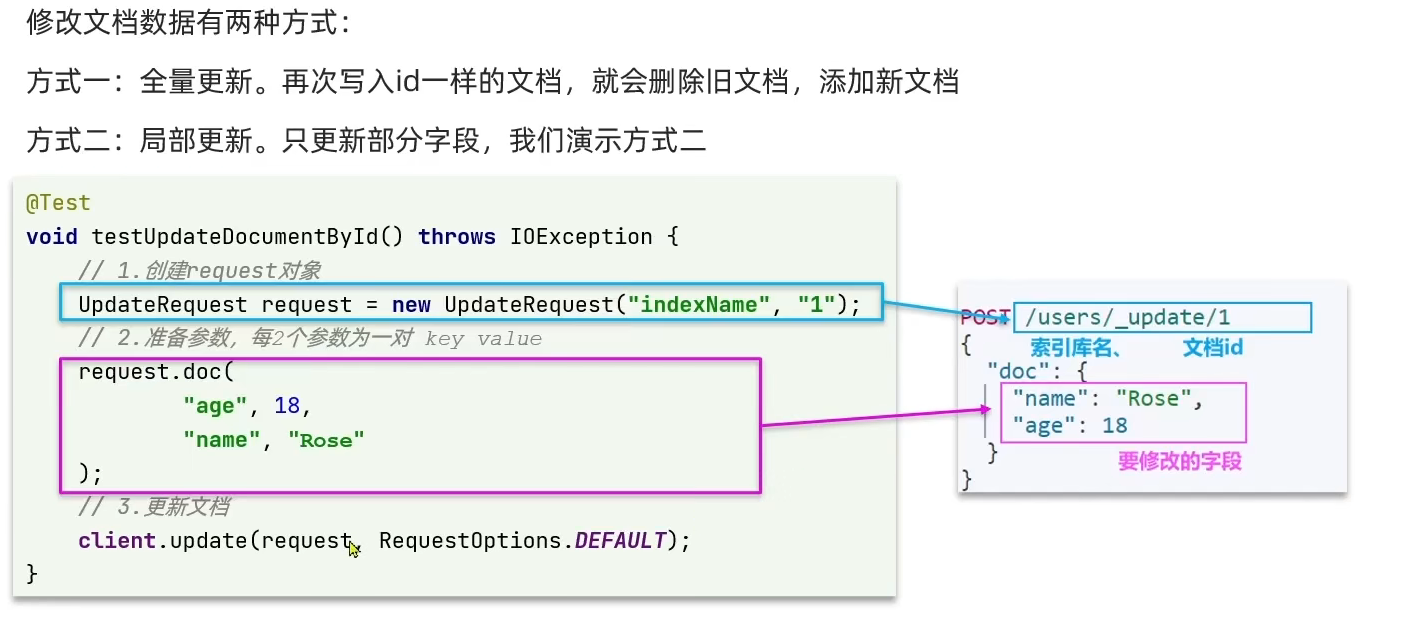 修改文档数据有两种方式：
方式一：全量更新。再次写入id一样的文档，就会删除旧文档，添加新文档
方式二：局部更新。只更新部分字段，我们演示方式二
@Test
void testUpdateDocumentById() throws IOException {
// 1.创建request对象
UpdateRequest request = new UpdateRequest("indexName", "1");
// 2.准备参数，每2个参数为一对 key value
request.doc(
"age", 18,
"name", "Rose"
);
// 3.更新文档
client.update(request, RequestOptions.DEFAULT);
}
POST /users/_update/1
{ 索引库名、 文档id
"doc": {
"name": "Rose",
"age": 18
}
要修改的字段
}